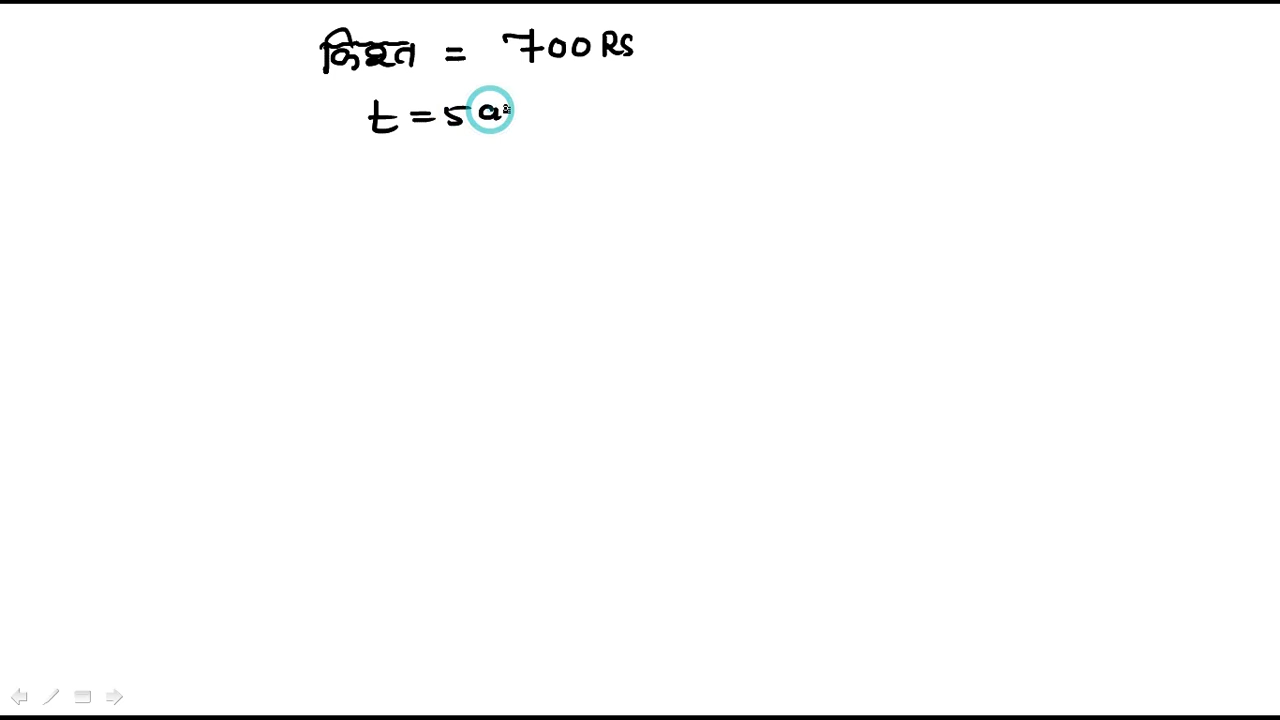 किश्त = 700 Rs
t = 5 a